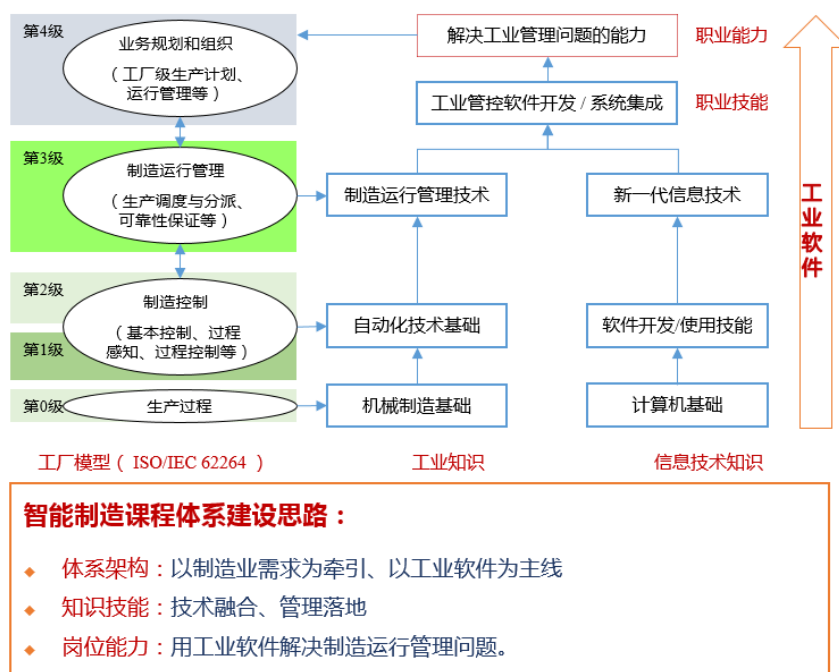 第4级
业务规划和组织
（工厂级生产计划、
运行管理等）
解决工业管理问题的能力
职业能力
工业管控软件开发 / 系统集成
职业技能
第3级
制造运行管理
（生产调度与分派、
可靠性保证等）
制造运行管理技术
新一代信息技术
工业软件
第2级
制造控制
（基本控制、过程
感知、过程控制等）
第1级
自动化技术基础
软件开发/使用技能
第0级
生产过程
机械制造基础
计算机基础
工厂模型（ ISO/IEC 62264 ）
工业知识
信息技术知识
智能制造课程体系建设思路：
体系架构：以制造业需求为牵引、以工业软件为主线
知识技能：技术融合、管理落地
岗位能力：用工业软件解决制造运行管理问题。